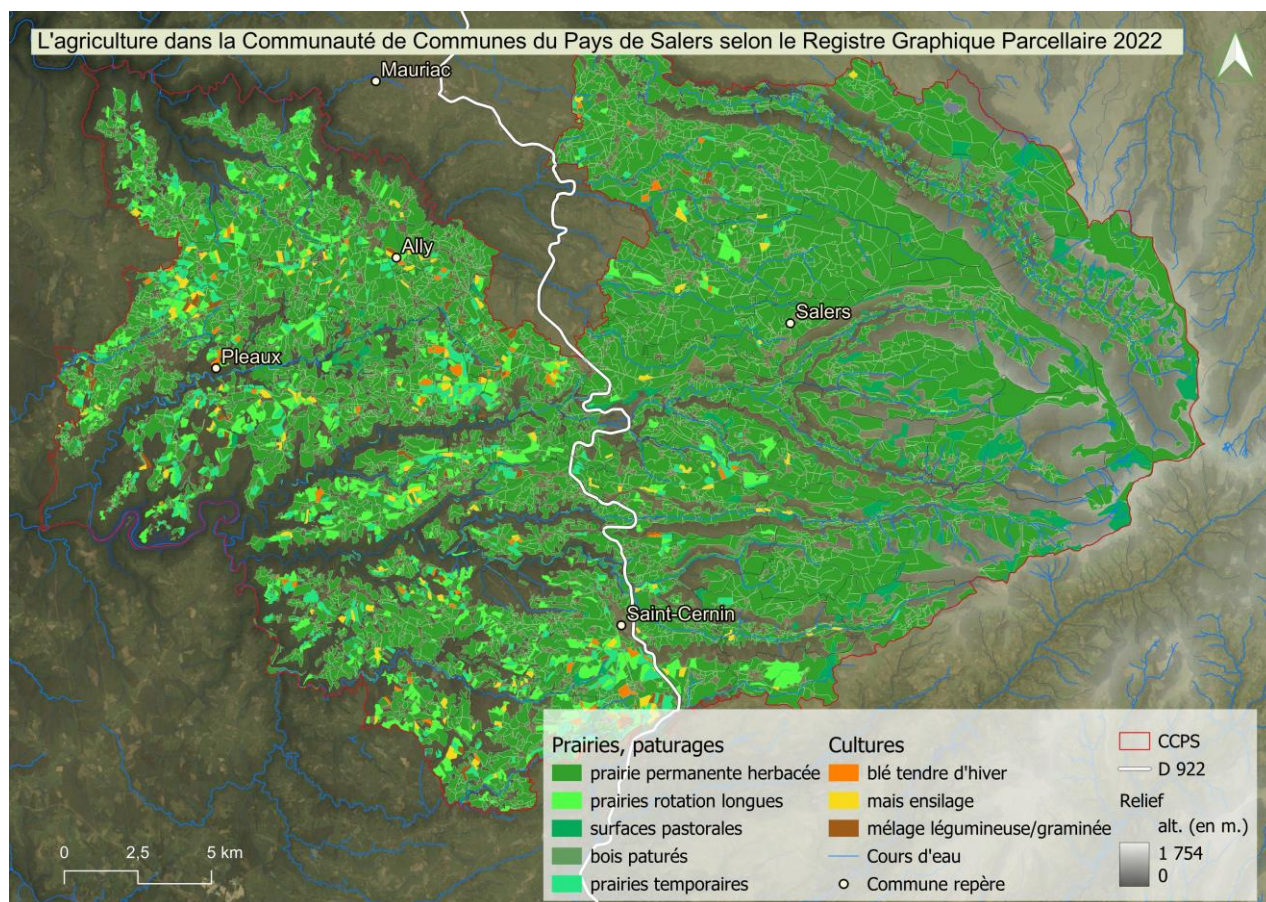 L'agriculture dans la Communauté de Communes du Pays de Salers selon le Registre Graphique Parcellaire 2022
Mauriac
Ally
Salers
Pleaux
Saint-Cernin
Prairies, paturages
prairie permanente herbacée
prairies rotation longues
surfaces pastorales
bois paturés
prairies temporaires
Cultures
blé tendre d'hiver
mais ensilage
mélage légumineuse/graminée
Cours d'eau
Commune repère
CCPS
D 922
Relief
alt. (en m.)
1 754
0
0 2,5 5 km